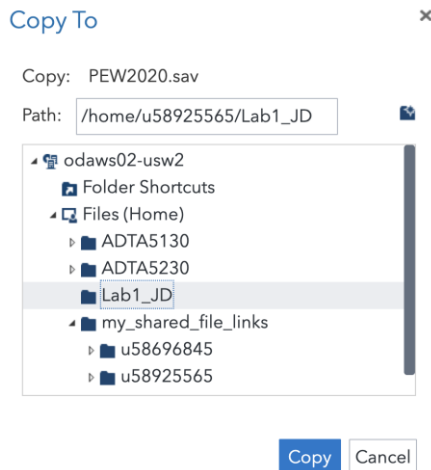 Copy To
Copy: PEW2020.sav
Path: /home/u58925565/Lab1_JD
odaws02-usw2
Folder Shortcuts
Files (Home)
ADTA5130
ADTA5230
Lab1_JD
my_shared_file_links
u58696845
u58925565
Copy Cancel